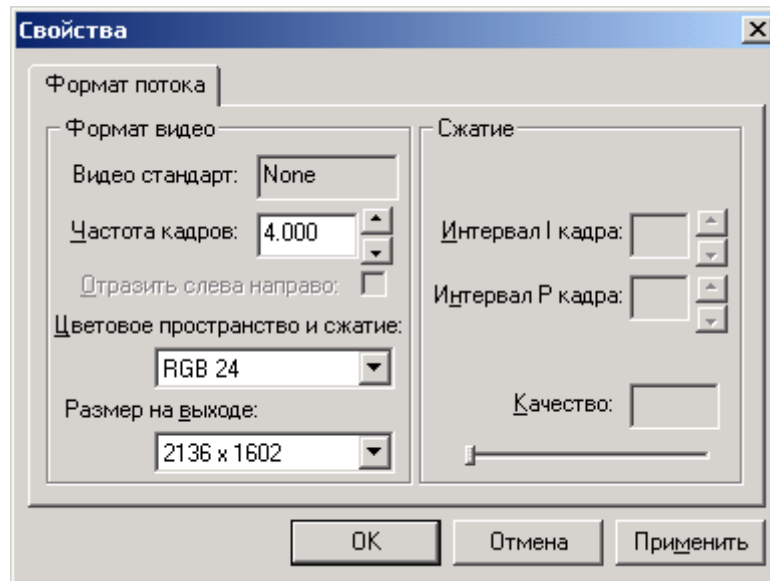 Свойства
Формат потока
Формат видео
Видео стандарт: None
Частота кадров: 4.000
Отразить слева направо:
Цветовое пространство и сжатие:
RGB 24
Размер на выходе:
2136 x 1602
Сжатие
Интервал I кадра:
Интервал P кадра:
Качество:
OK Отмена Применить